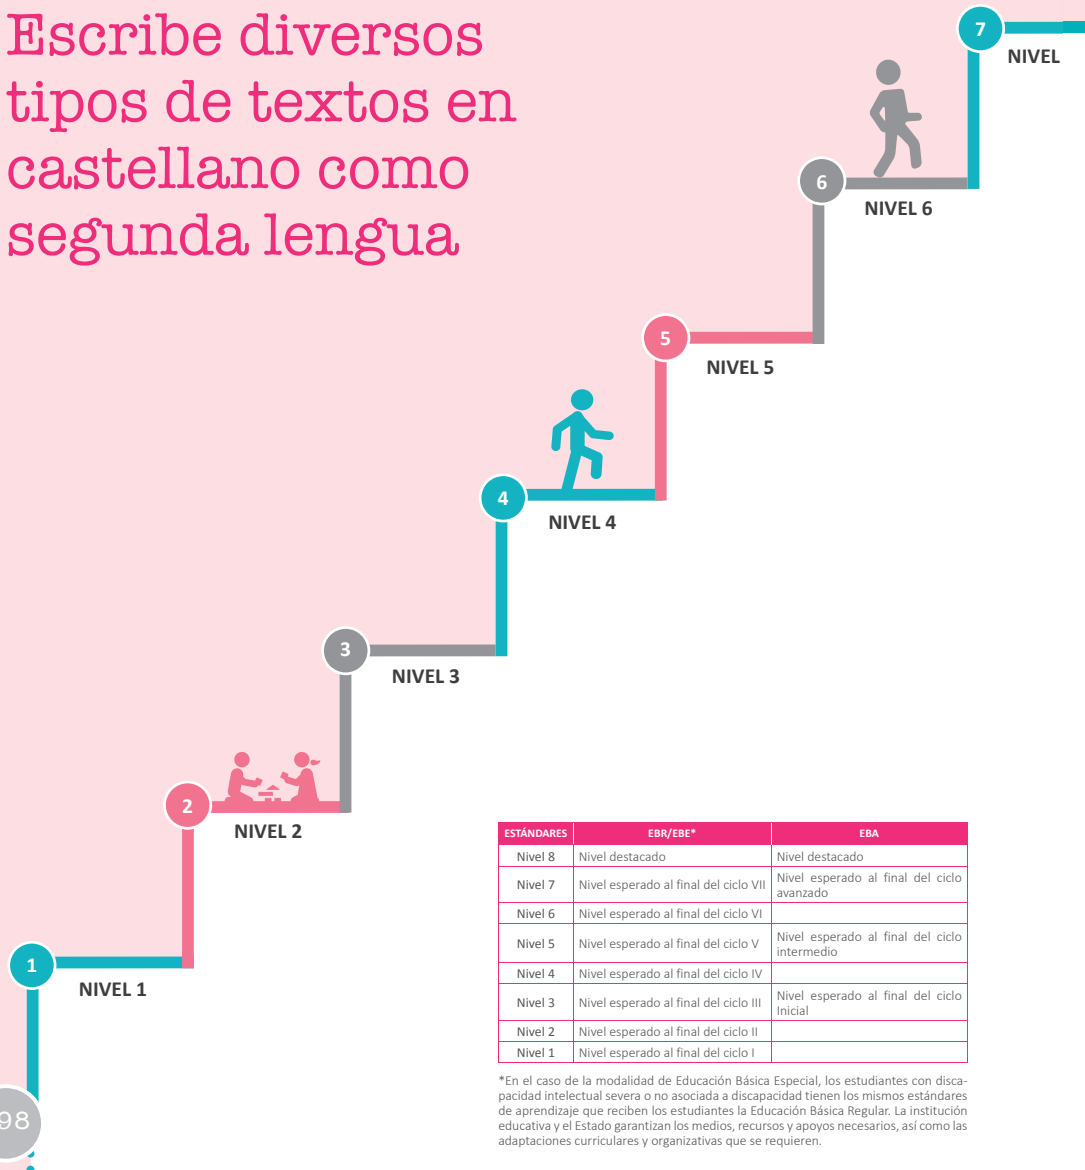 Escribe diversos
tipos de textos en
castellano como
segunda lengua
7
NIVEL
6
NIVEL 6
5
NIVEL 5
4
NIVEL 4
3
NIVEL 3
2
NIVEL 2
1
NIVEL 1
ESTÁNDARES EBR/EBE* EBA
Nivel 8 Nivel destacado Nivel destacado
Nivel 7 Nivel esperado al final del ciclo VII Nivel esperado al final del ciclo
avanzado
Nivel 6 Nivel esperado al final del ciclo VI
Nivel 5 Nivel esperado al final del ciclo V Nivel esperado al final del ciclo
intermedio
Nivel 4 Nivel esperado al final del ciclo IV
Nivel 3 Nivel esperado al final del ciclo III Nivel esperado al final del ciclo
Inicial
Nivel 2 Nivel esperado al final del ciclo II
Nivel 1 Nivel esperado al final del ciclo I
*En el caso de la modalidad de Educación Básica Especial, los estudiantes con disca-
pacidad intelectual severa o no asociada a discapacidad tienen los mismos estándares
de aprendizaje que reciben los estudiantes la Educación Básica Regular. La institución
educativa y el Estado garantizan los medios, recursos y apoyos necesarios, así como las
adaptaciones curriculares y organizativas que se requieren.
98